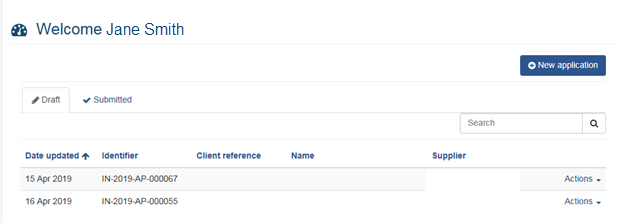 Welcome Jane Smith
New application
Draft Submitted
Search
Date updated Identifier Client reference Name Supplier
15 Apr 2019 IN-2019-AP-000067 Actions
16 Apr 2019 IN-2019-AP-000055 Actions